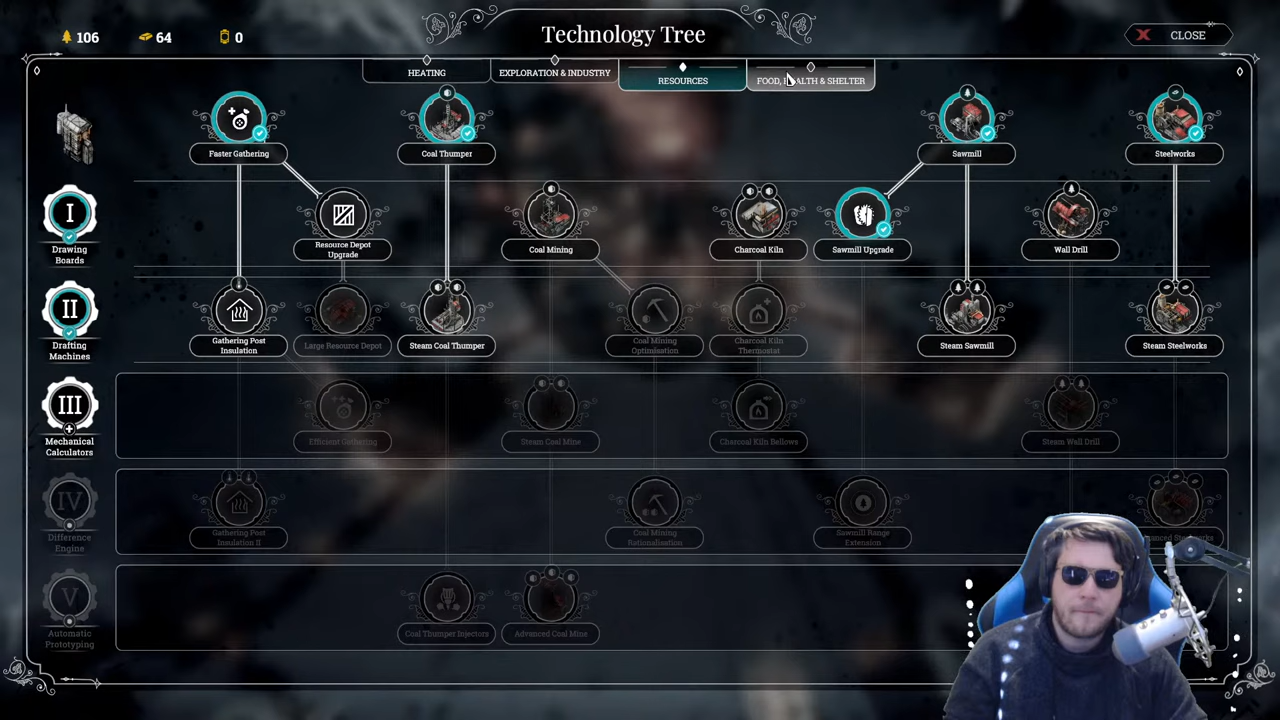 106
64
0
Technology Tree
CLOSE
HEATING
EXPLORATION & INDUSTRY
RESOURCES
FOOD, HEALTH & SHELTER
Faster Gathering
Coal Thumper
Sawmill
Steelworks
I
Drawing
Boards
Resource Depot
Upgrade
Coal Mining
Charcoal Kiln
Sawmill Upgrade
Wall Drill
II
Drafting
Machines
Gathering Post
Insulation
Large Resource Depot
Steam Coal Thumper
Coal Mining
Optimisation
Charcoal Kiln
Thermostat
Steam Sawmill
Steam Steelworks
III
Mechanical
Calculators
Efficient Gathering
Steam Coal Mine
Charcoal Kiln Bellows
Steam Wall Drill
IV
Difference
Engine
Gathering Post
Insulation II
Coal Mining
Rationalisation
Sawmill Range
Extension
Steelworks
V
Automatic
Prototyping
Coal Thumper Injectors
Advanced Coal Mine